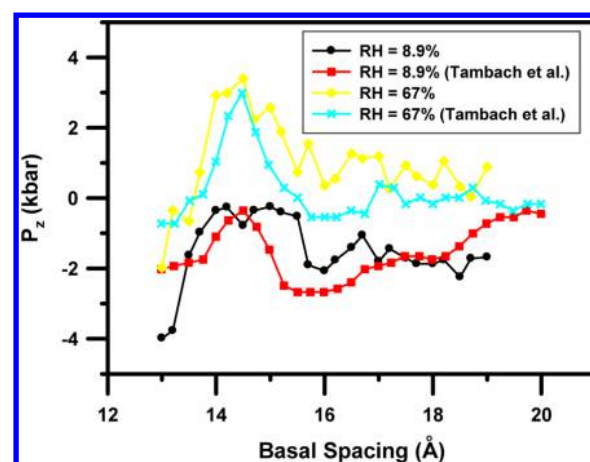 RH = 8.9%
RH = 8.9% (Tambach et al.)
RH = 67%
RH = 67% (Tambach et al.)
P_z (kbar)
4
2
0
-2
-4
12
14
16
18
20
Basal Spacing (Å)